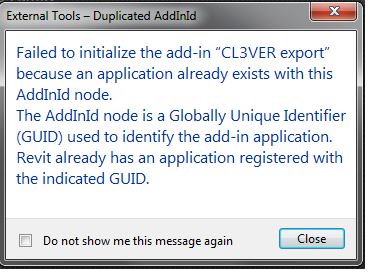 External Tools – Duplicated AddInId
Failed to initialize the add-in “CL3VER export”
because an application already exists with this
AddInId node.
The AddInId node is a Globally Unique Identifier
(GUID) used to identify the add-in application.
Revit already has an application registered with
the indicated GUID.
Do not show me this message again
Close